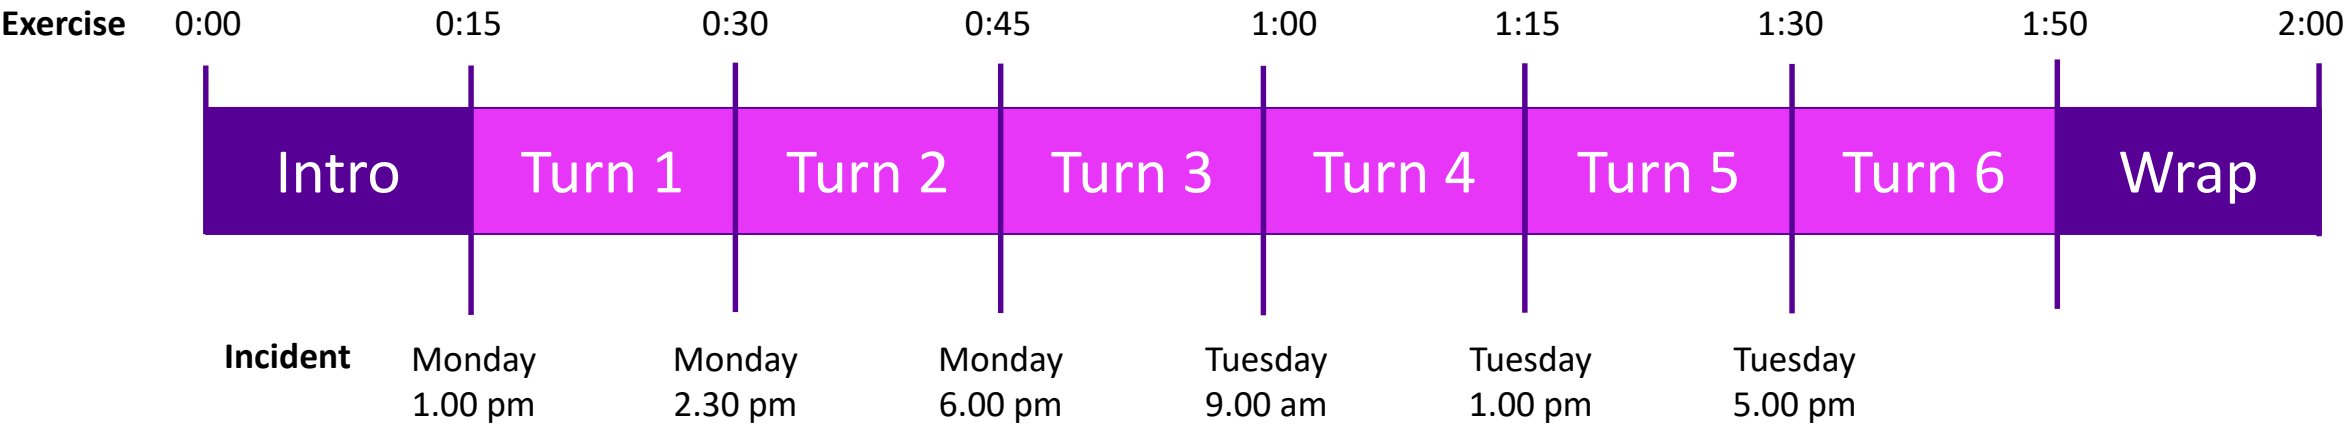 Exercise 0:00 0:15 0:30 0:45 1:00 1:15 1:30 1:50 2:00
Intro Turn 1 Turn 2 Turn 3 Turn 4 Turn 5 Turn 6 Wrap
Incident Monday Monday Monday Tuesday Tuesday Tuesday
1.00 pm 2.30 pm 6.00 pm 9.00 am 1.00 pm 5.00 pm